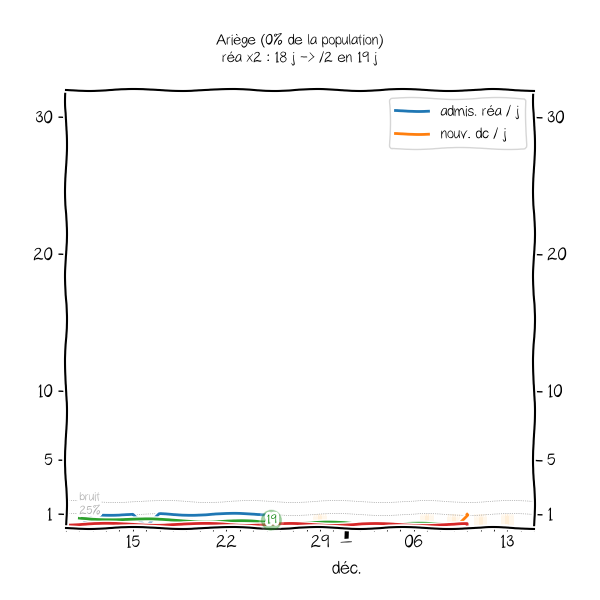 Ariège (0% de la population)
réa x2 : 18 j -> /2 en 19 j
admis. réa / j
nouv. dc / j
30
30
20
20
10
10
5
5
bruit
25%
1
19
1
15
22
29
06
13
déc.